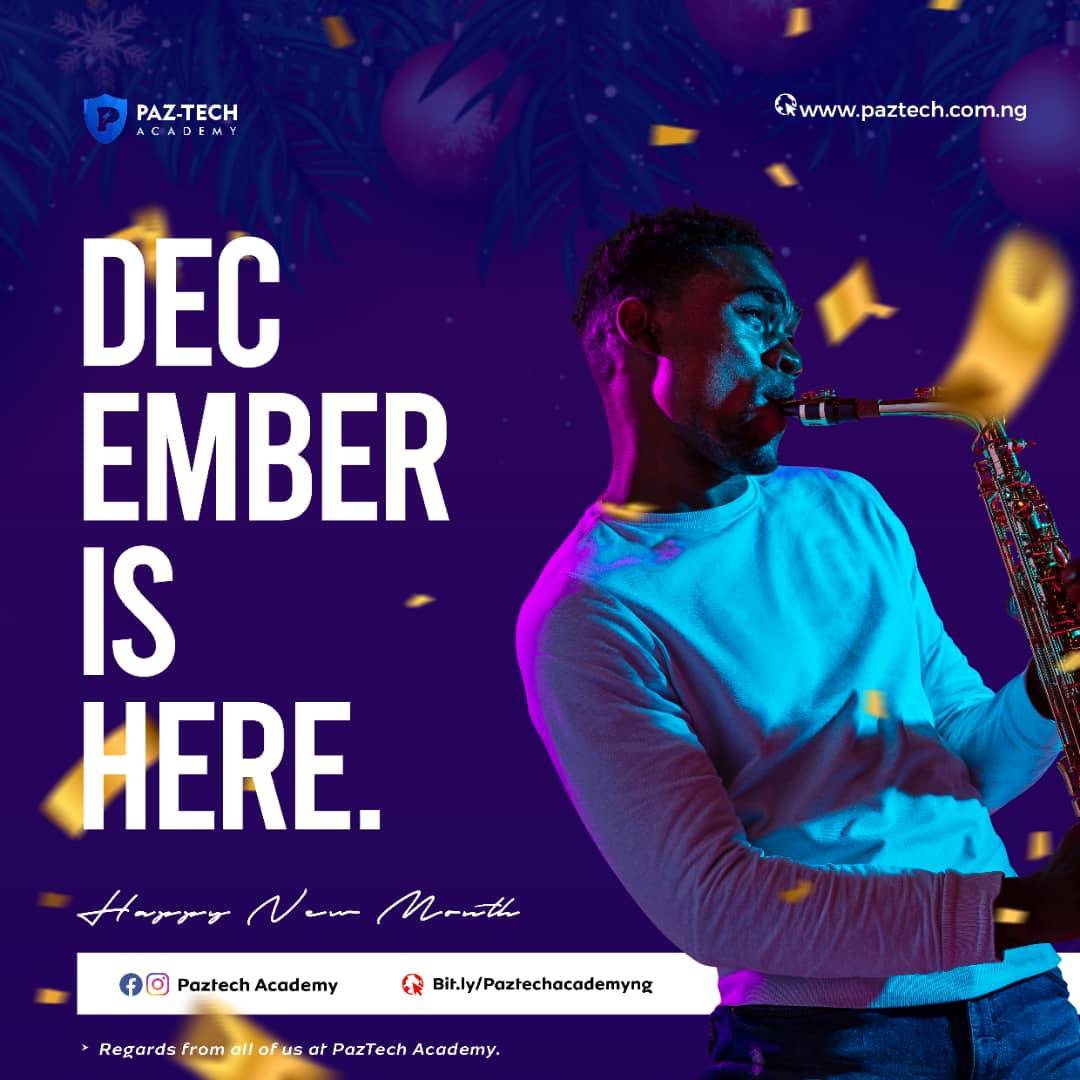 PAZ-TECH
ACADEMY
www.paztech.com.ng
DEC
EMBER
IS
HERE.
Happy New Month
Paztech Academy
Bit.ly/Paztechacademyng
> Regards from all of us at PazTech Academy.